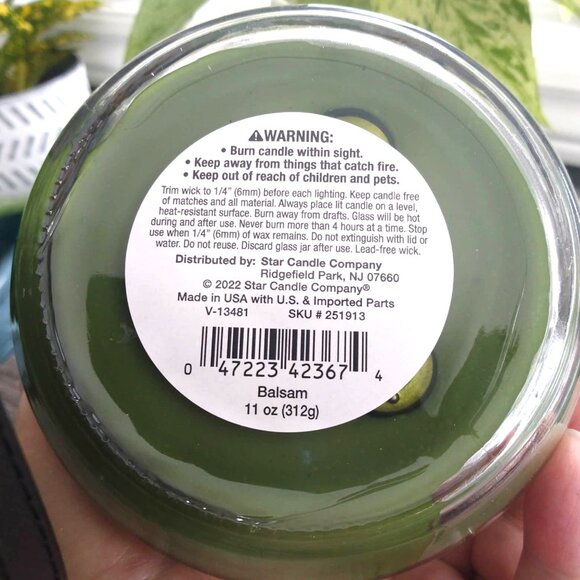 ⚠WARNING:
• Burn candle within sight.
• Keep away from things that catch fire.
• Keep out of reach of children and pets.
Trim wick to 1/4" (6mm) before each lighting. Keep candle free
of matches and all material. Always place lit candle on a level,
heat-resistant surface. Burn away from drafts. Glass will be hot
during and after use. Never burn more than 4 hours at a time. Stop
use when 1/4" (6mm) of wax remains. Do not extinguish with lid or
water. Do not reuse. Discard glass jar after use. Lead-free wick.
Distributed by: Star Candle Company
Ridgefield Park, NJ 07660
© 2022 Star Candle Company®
Made in USA with U.S. & Imported Parts
V-13481 SKU # 251913
0 47223 42367 4
Balsam
11 oz (312g)